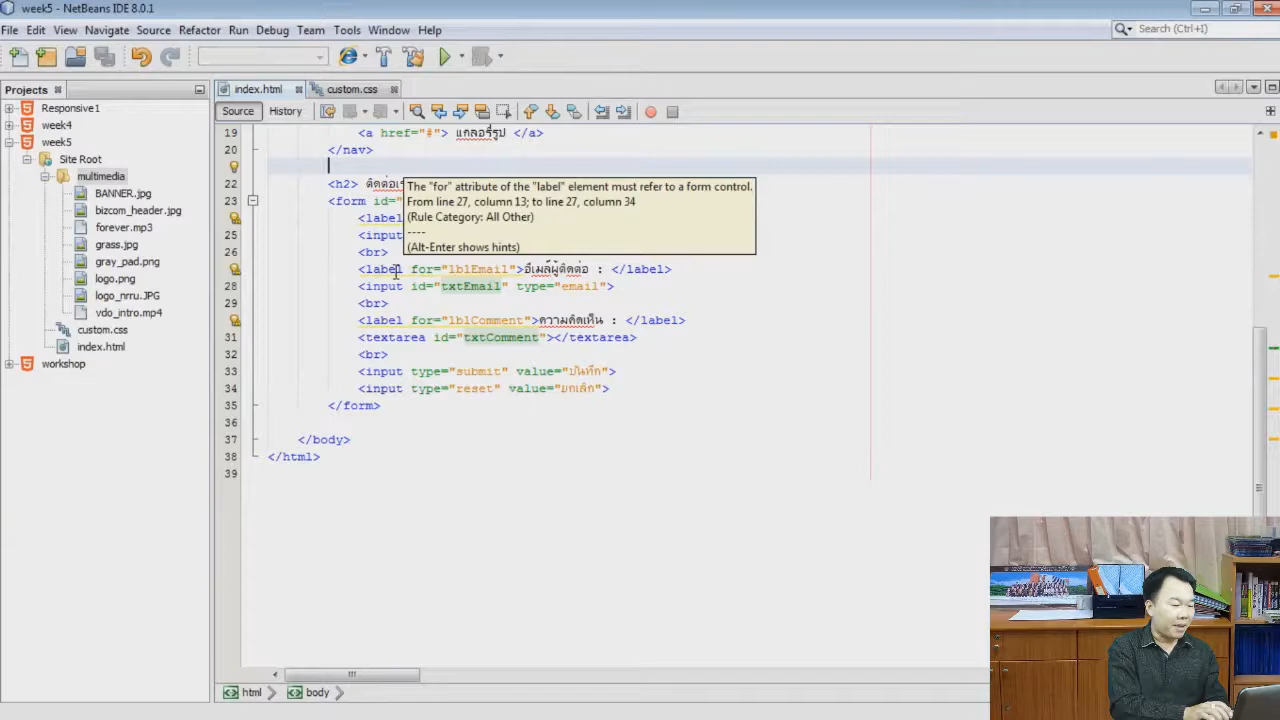 week5 - NetBeans IDE 8.0.1
File Edit View Navigate Source Refactor Run Debug Team Tools Window Help
Search (Ctrl+I)
Projects
index.html
custom.css
Source
History
Responsive1
week4
week5
Site Root
multimedia
BANNER.jpg
bizcom_header.jpg
forever.mp3
grass.jpg
gray_pad.png
logo.png
logo_nrru.JPG
vdo_intro.mp4
custom.css
index.html
workshop
19 <a href="#"> แกลอรี่รูป </a>
20 </nav>
22 <h2> ติดต่อเร
23 <form id="
<label
25 <input
26 <br>
<label for="lblEmail">อีเมล์ผู้ติดต่อ : </label>
28 <input id="txtEmail" type="email">
29 <br>
<label for="lblComment">ความคิดเห็น : </label>
31 <textarea id="txtComment"></textarea>
32 <br>
33 <input type="submit" value="บันทึก">
34 <input type="reset" value="ยกเลิก">
35 </form>
36
37 </body>
38 </html>
39
The "for" attribute of the "label" element must refer to a form control.
From line 27, column 13; to line 27, column 34
(Rule Category: All Other)
----
(Alt-Enter shows hints)
html
body